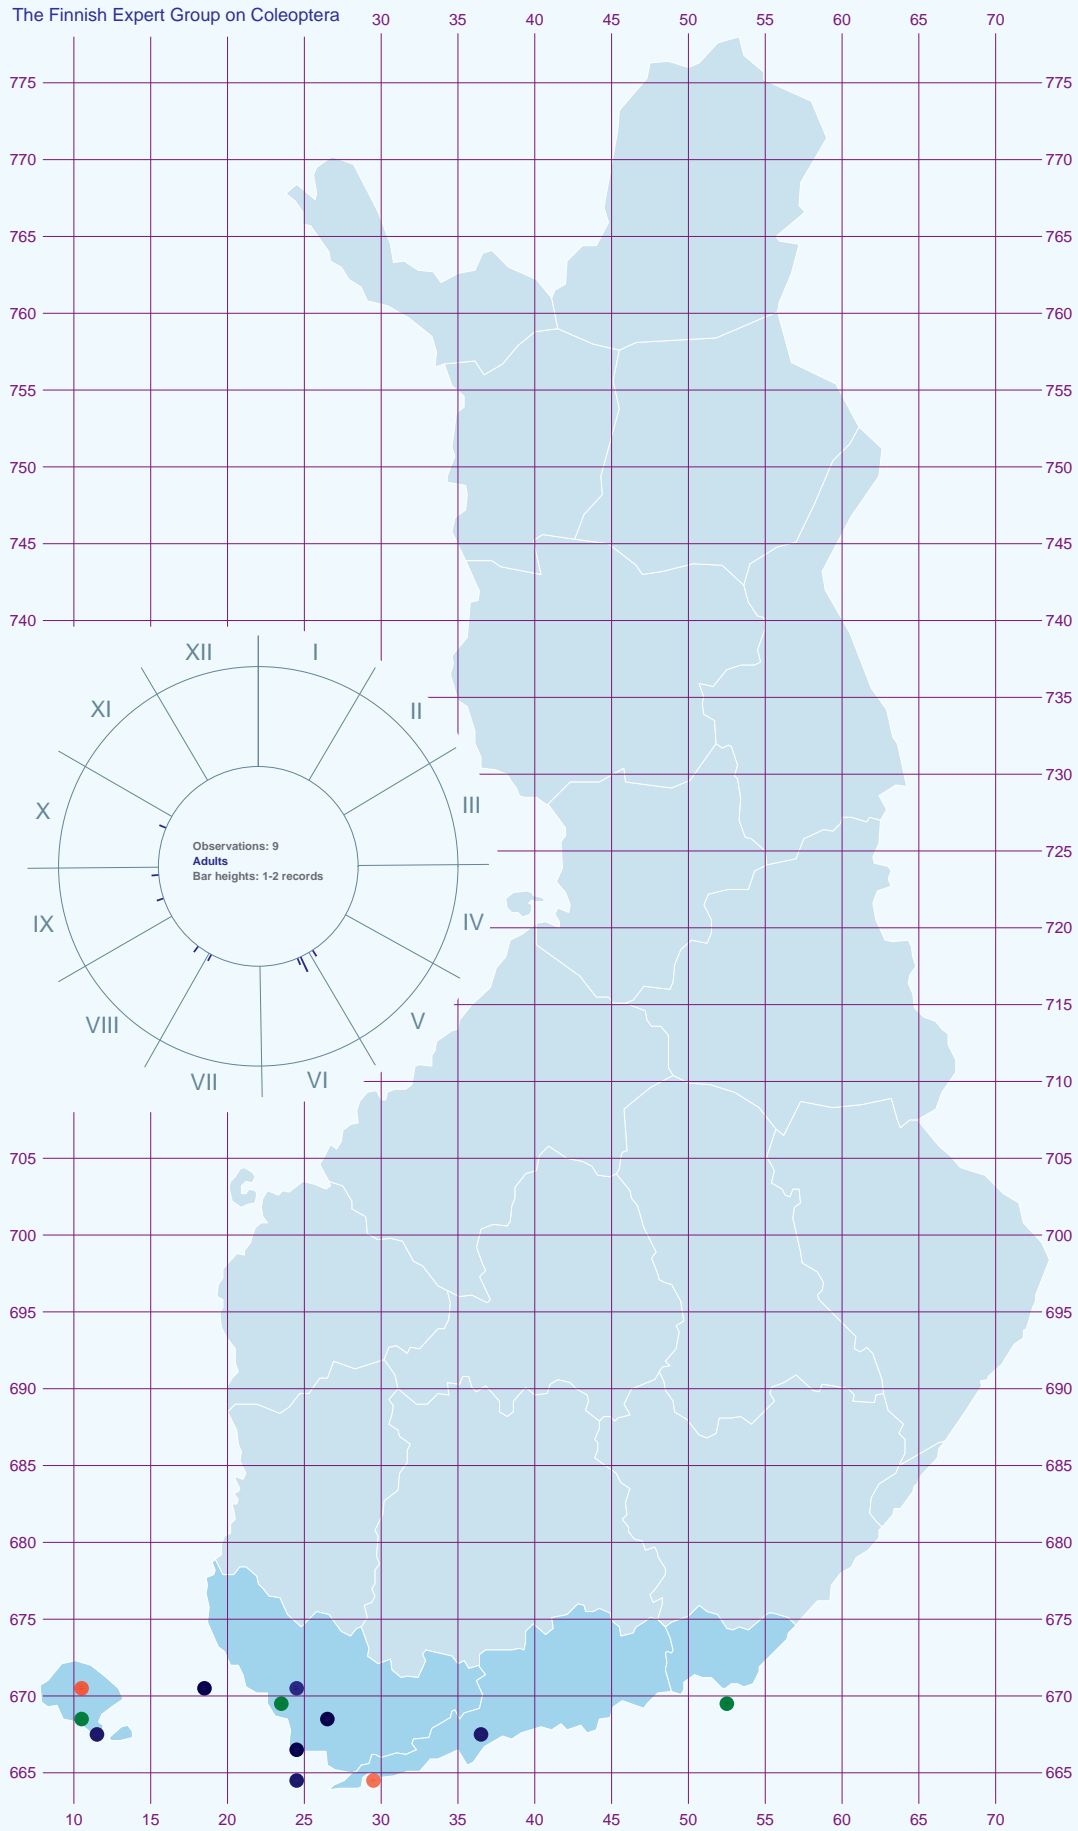 The Finnish Expert Group on Coleoptera
30 35 40 45 50 55 60 65 70
775 775
770 770
765 765
760 760
755 755
750 750
745 745
740 740
XII I
XI II
735
730
X III
725
Observations: 9
Adults
Bar heights: 1-2 records
IX IV
720
715
VIII V
VII VI
710
705 705
700 700
695 695
690 690
685 685
680 680
675 675
670 670
665 665
10 15 20 25 30 35 40 45 50 55 60 65 70